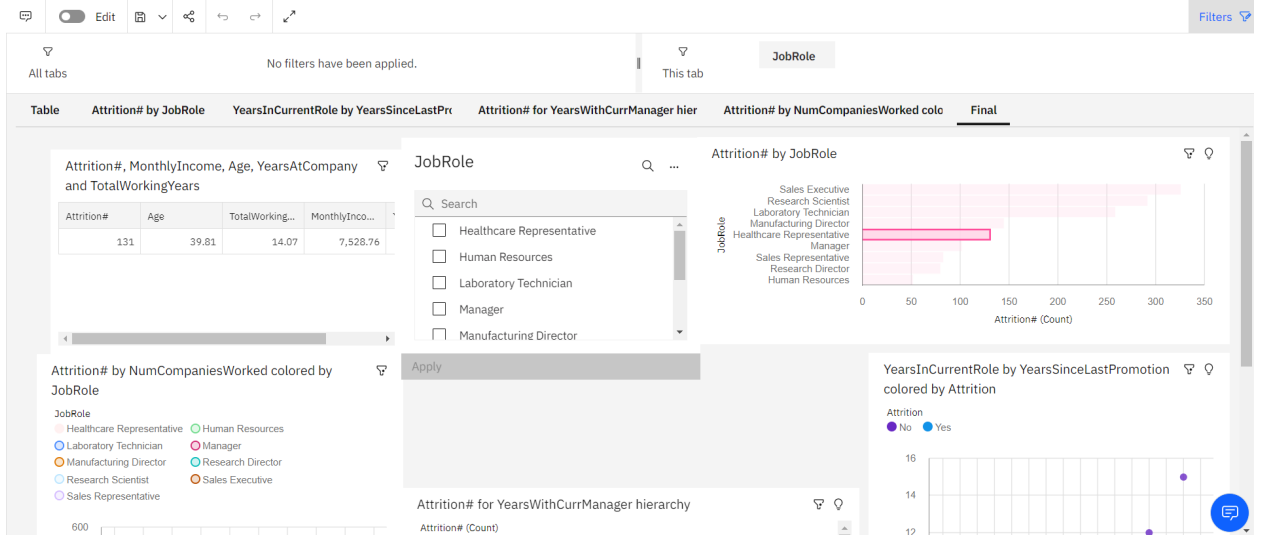 Edit
Filters
All tabs
No filters have been applied.
This tab
JobRole
Table
Attrition# by JobRole
YearsInCurrentRole by YearsSinceLastPro
Attrition# for YearsWithCurrManager hier
Attrition# by NumCompaniesWorked colo
Final
Attrition#, MonthlyIncome, Age, YearsAtCompany
and TotalWorkingYears
Attrition#
Age
TotalWorking...
MonthlyInco...
131
39.81
14.07
7,528.76
JobRole
...
Search
Healthcare Representative
Human Resources
Laboratory Technician
Manager
Manufacturing Director
Apply
Attrition# by JobRole
JobRole
Sales Executive
Research Scientist
Laboratory Technician
Manufacturing Director
Healthcare Representative
Manager
Sales Representative
Research Director
Human Resources
0 50 100 150 200 250 300 350
Attrition# (Count)
Attrition# by NumCompaniesWorked colored by
JobRole
JobRole
Healthcare Representative Human Resources
Laboratory Technician Manager
Manufacturing Director Research Director
Research Scientist Sales Executive
Sales Representative
600
Attrition# for YearsWithCurrManager hierarchy
Attrition# (Count)
YearsInCurrentRole by YearsSinceLastPromotion
colored by Attrition
Attrition
No Yes
16
14
12